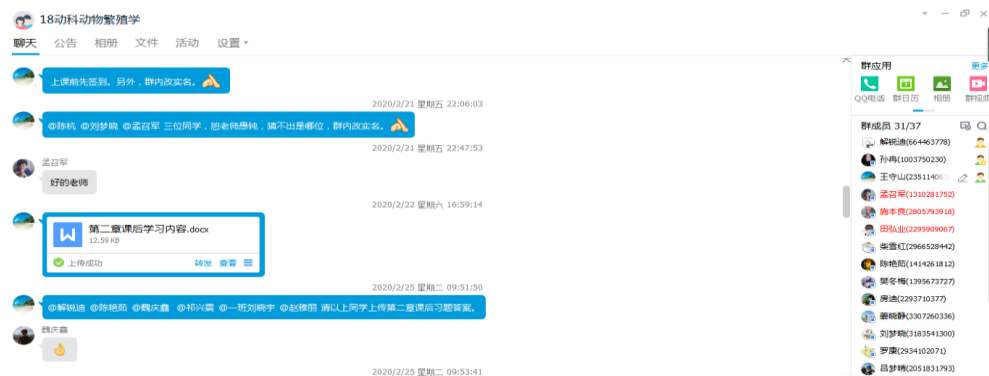 18动科动物繁殖学
聊天 公告 相册 文件 活动 设置
上课前先签到。另外，群内改实名。
2020/2/21 星期五 22:06:03
@陈杭 @刘梦晓 @孟召军 三位同学，恕老师愚钝，猜不出是哪位，群内改实名。
2020/2/21 星期五 22:47:53
孟召军
好的老师
2020/2/22 星期六 16:59:14
第二章课后学习内容.docx
12.59 KB
上传成功 转发 查看
2020/2/25 星期二 09:51:50
@解锐迪 @陈艳茹 @魏庆鑫 @祁兴震 @一班刘晓宇 @赵雅丽 请以上同学上传第二章课后习题答案。
魏庆鑫
2020/2/25 星期二 09:53:41
群应用 更多
QQ电话 群日历 相册 群视频
群成员 31/37
解锐迪(664463778)
孙冉(1003750230)
王守山(23511406
孟召军(1310281752)
施本良(2805793918)
田弘业(2295909067)
柴雪红(2966528442)
陈艳茹(1414261812)
樊冬梅(1395673727)
房迪(2293710377)
姜晓静(3307260336)
刘梦晓(3183541300)
罗康(2934102071)
吕梦晴(2051831793)